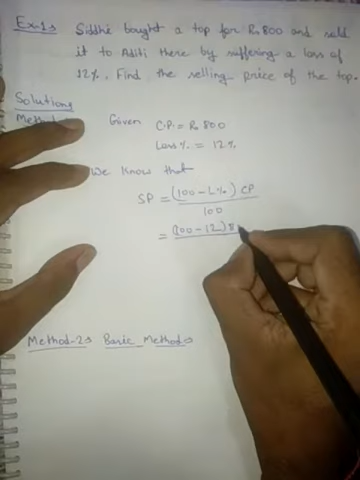 Ex-1: Siddhi bought a top for Rs 800 and sold
it to Aditi there by suffering a loss of
12%. Find the selling price of the top.
Solution:
Method-
Given C.P. = Rs 800
Loss% = 12%
We know that
SP = (100 - L%) CP
100
= (100 - 12) 8
Method-2: Basic Method: